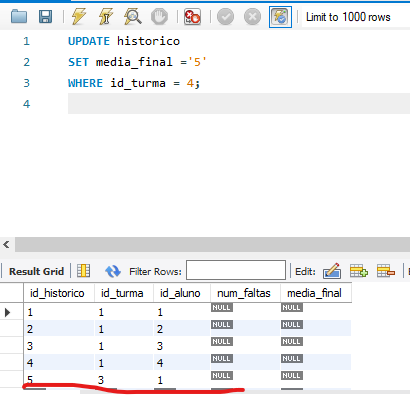 Limit to 1000 rows
1 UPDATE historico
2 SET media_final ='5'
3 WHERE id_turma = 4;
4
Result Grid Filter Rows: Edit:
id_historico id_turma id_aluno num_faltas media_final
1 1 1 NULL NULL
2 1 2 NULL NULL
3 1 3 NULL NULL
4 1 4 NULL NULL
5 3 1 NULL NULL